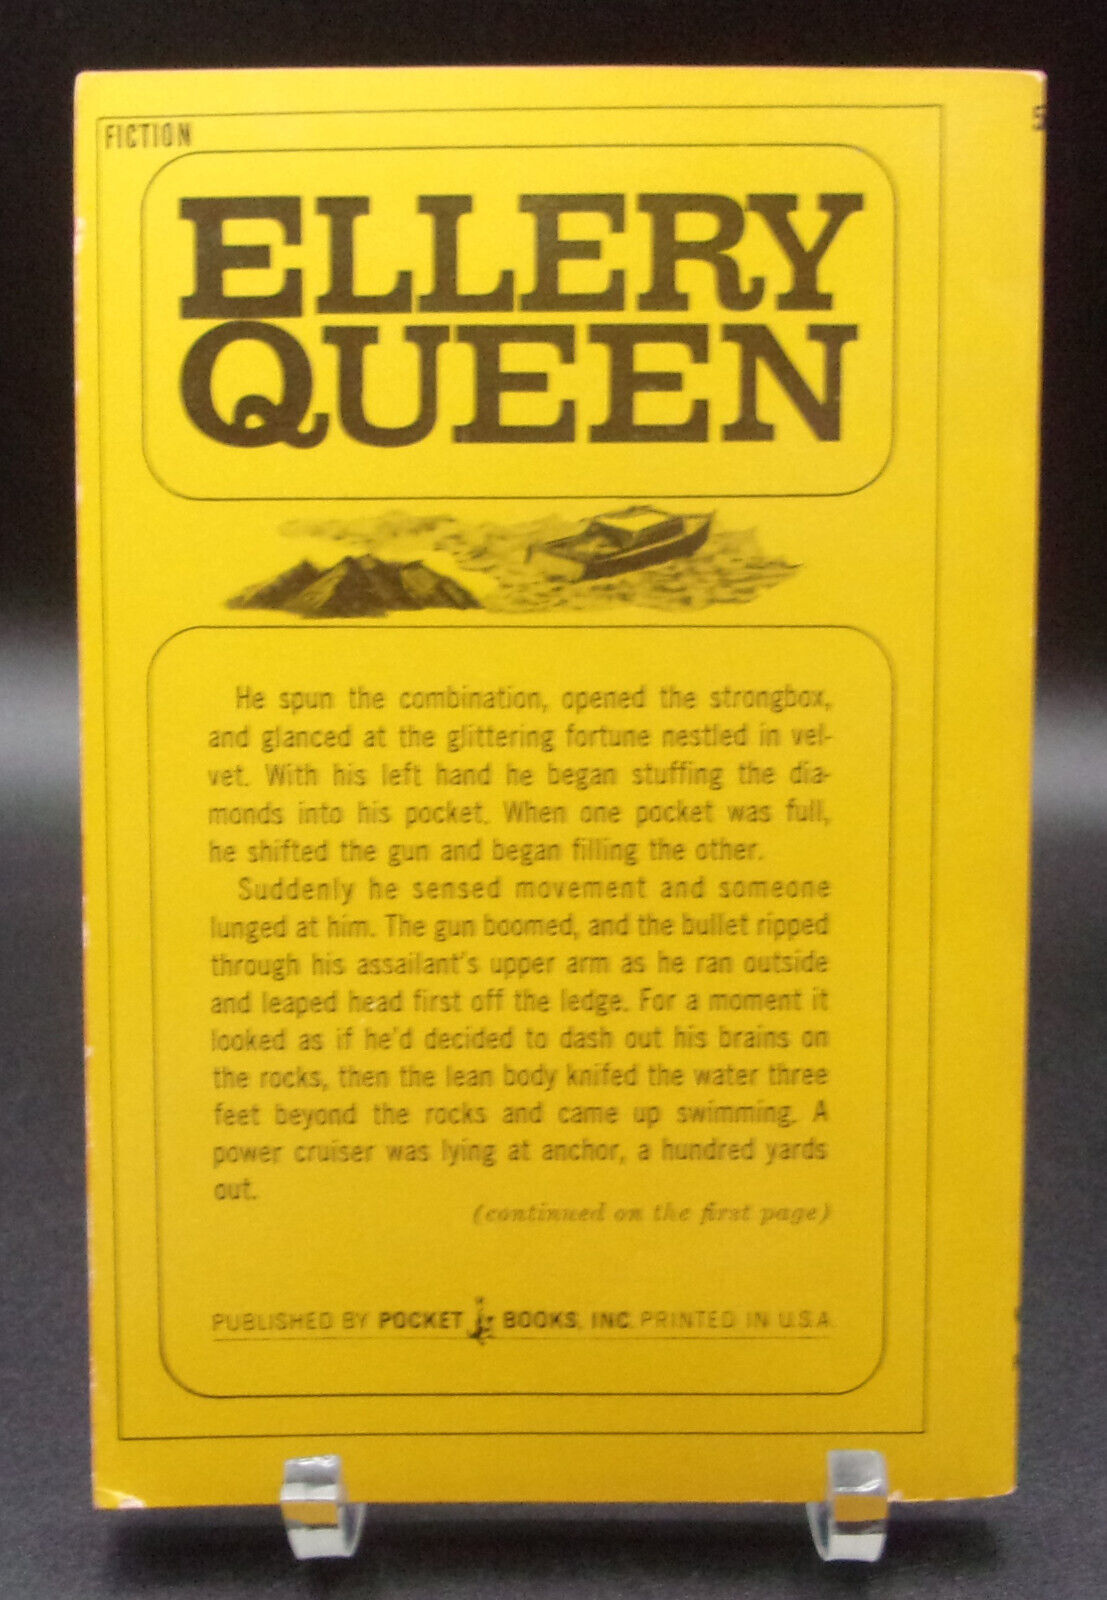 FICTION
ELLERY
QUEEN
He spun the combination, opened the strongbox,
and glanced at the glittering fortune nestled in vel-
vet. With his left hand he began stuffing the dia-
monds into his pocket. When one pocket was full,
he shifted the gun and began filling the other.
Suddenly he sensed movement and someone
lunged at him. The gun boomed, and the bullet ripped
through his assailant's upper arm as he ran outside
and leaped head first off the ledge. For a moment it
looked as if he'd decided to dash out his brains on
the rocks, then the lean body knifed the water three
feet beyond the rocks and came up swimming. A
power cruiser was lying at anchor, a hundred yards
out.
(continued on the first page)
PUBLISHED BY POCKET BOOKS, INC. PRINTED IN U.S.A.